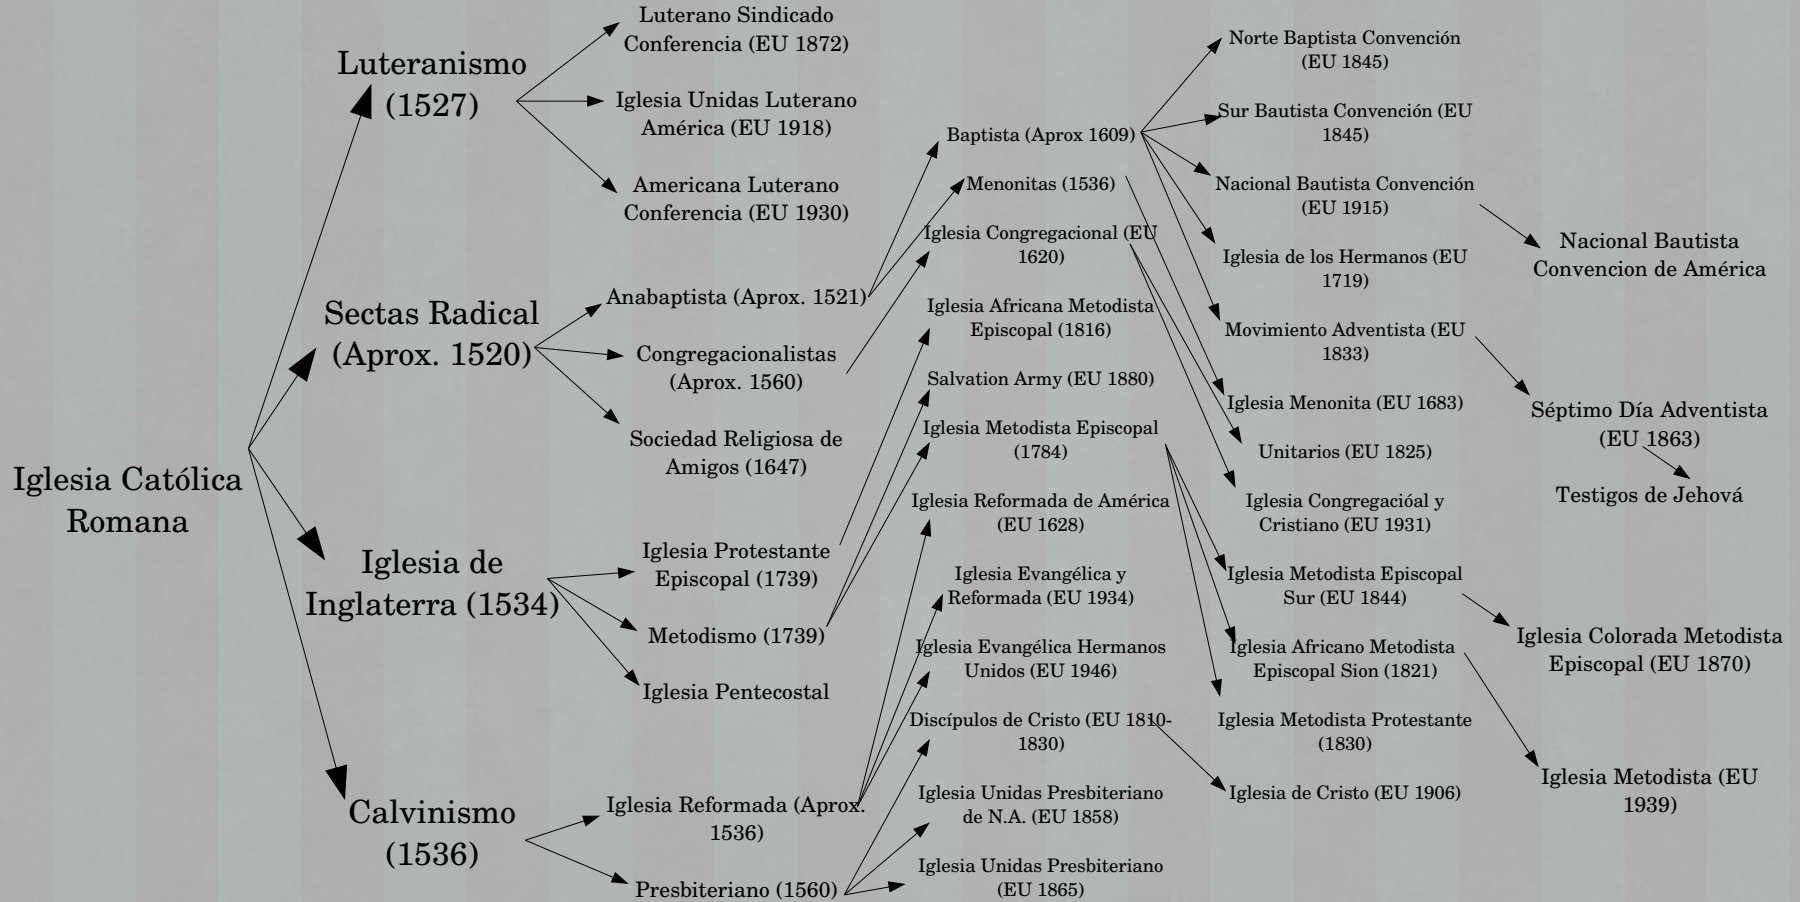 Iglesia Católica
Romana
Luteranismo
(1527)
Sectas Radical
(Aprox. 1520)
Iglesia de
Inglaterra (1534)
Calvinismo
(1536)
Luterano Sindicado
Conferencia (EU 1872)
Iglesia Unidas Luterano
América (EU 1918)
Americana Luterano
Conferencia (EU 1930)
Anabaptista (Aprox. 1521)
Congregacionalistas
(Aprox. 1560)
Sociedad Religiosa de
Amigos (1647)
Iglesia Protestante
Episcopal (1739)
Metodismo (1739)
Iglesia Pentecostal
Iglesia Reformada (Aprox.
1536)
Presbiteriano (1560)
Baptista (Aprox 1609)
Menonitas (1536)
Iglesia Congregacional (EU
1620)
Iglesia Africana Metodista
Episcopal (1816)
Salvation Army (EU 1880)
Iglesia Metodista Episcopal
(1784)
Iglesia Reformada de América
(EU 1628)
Iglesia Evangélica y
Reformada (EU 1934)
Iglesia Evangélica Hermanos
Unidos (EU 1946)
Discípulos de Cristo (EU 1810-
1830)
Iglesia Unidas Presbiteriano
de N.A. (EU 1858)
Iglesia Unidas Presbiteriano
(EU 1865)
Norte Baptista Convención
(EU 1845)
Sur Bautista Convención (EU
1845)
Nacional Bautista Convención
(EU 1915)
Iglesia de los Hermanos (EU
1719)
Movimiento Adventista (EU
1833)
Iglesia Menonita (EU 1683)
Unitarios (EU 1825)
Iglesia Congregacióal y
Cristiano (EU 1931)
Iglesia Metodista Episcopal
Sur (EU 1844)
Iglesia Africano Metodista
Episcopal Sion (1821)
Iglesia Metodista Protestante
(1830)
Iglesia de Cristo (EU 1906)
Nacional Bautista
Convencion de América
Séptimo Día Adventista
(EU 1863)
Testigos de Jehová
Iglesia Colorada Metodista
Episcopal (EU 1870)
Iglesia Metodista (EU
1939)